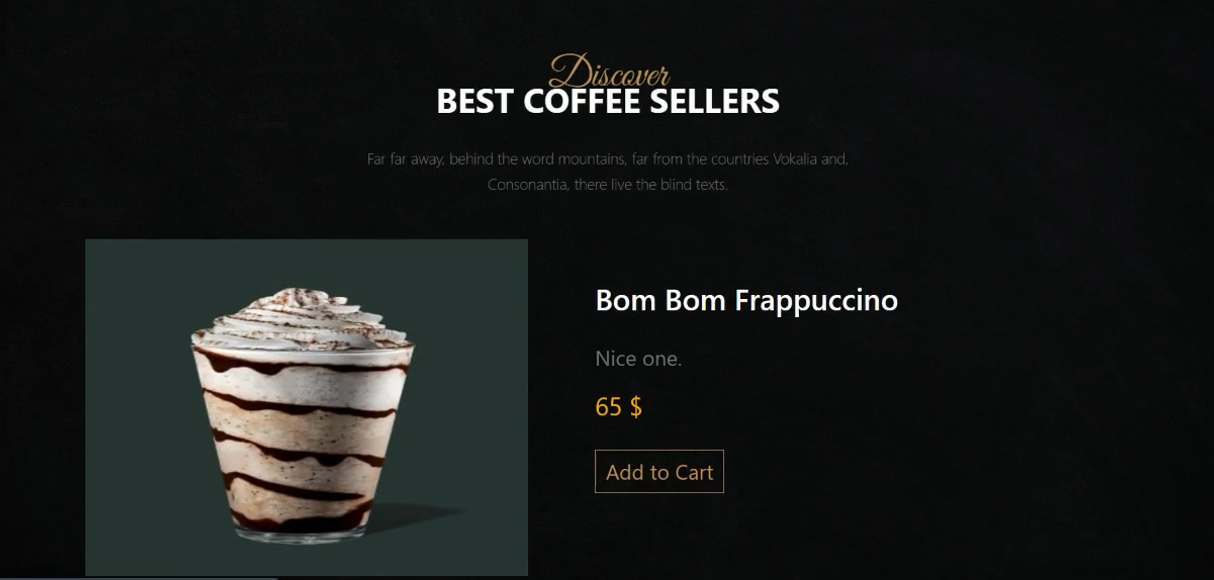 Discover
BEST COFFEE SELLERS
Far far away, behind the word mountains, far from the countries Vokalia and,
Consonantia, there live the blind texts.
Bom Bom Frappuccino
Nice one.
65 $
Add to Cart